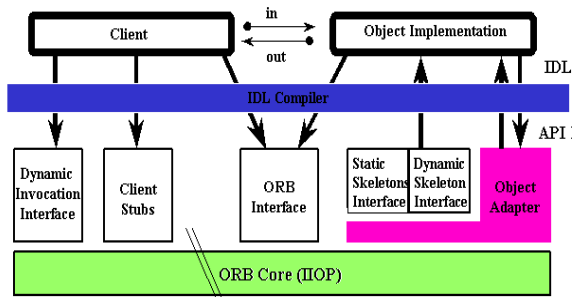 in
Client
Object Implementation
out
IDL
IDL Compiler
API
Dynamic
Invocation
Interface
Client
Stubs
ORB
Interface
Static
Skeletons
Interface
Dynamic
Skeleton
Interface
Object
Adapter
ORB Core (IIOP)